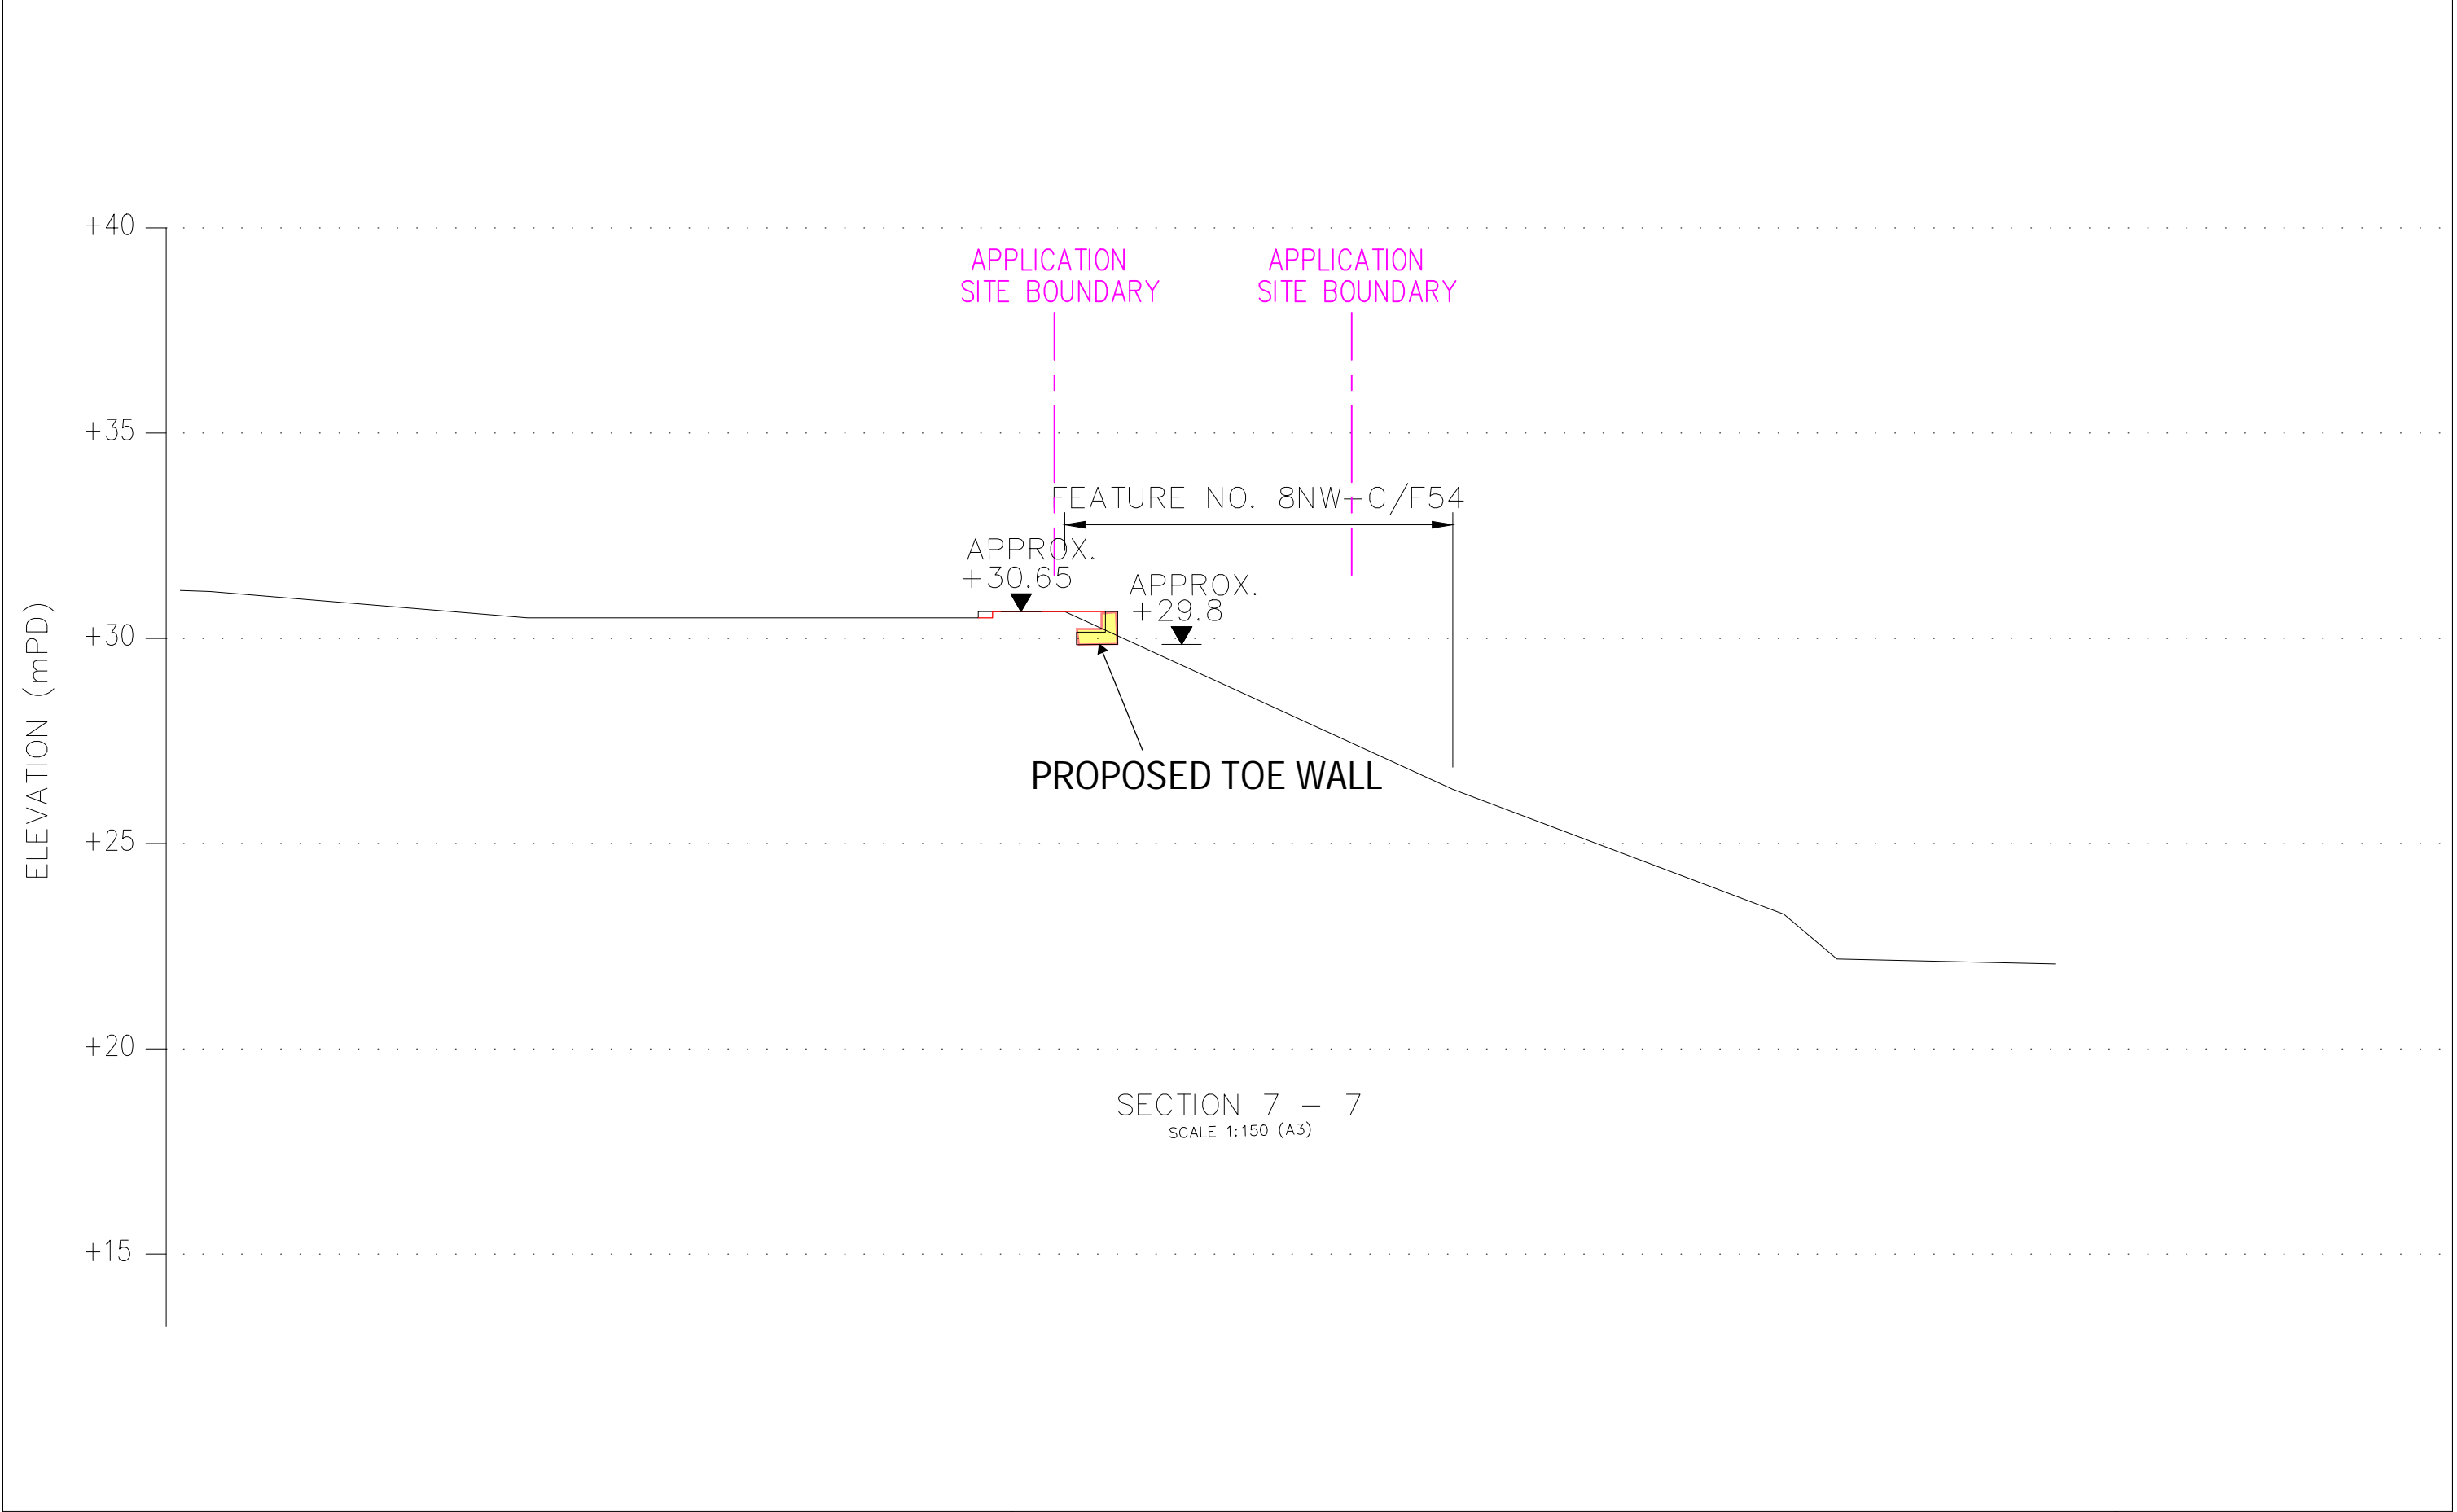 +40
APPLICATION
SITE BOUNDARY
APPLICATION
SITE BOUNDARY
+35
FEATURE NO. 8NW-C/F54
APPROX.
+30.65
APPROX.
+29.8
+30
ELEVATION (mPD)
PROPOSED TOE WALL
+25
+20
SECTION 7 - 7
SCALE 1:150 (A3)
+15